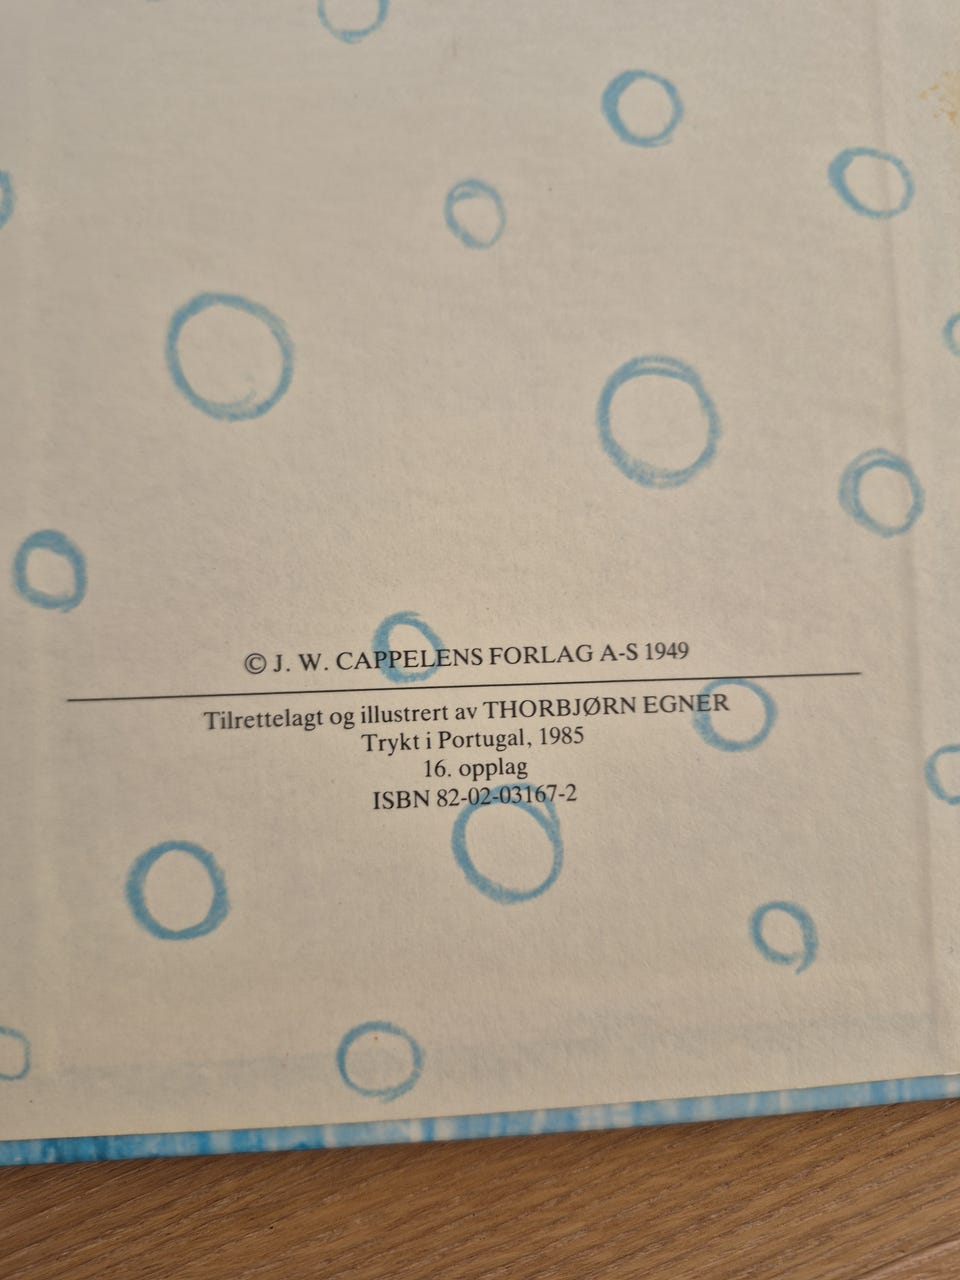 © J. W. CAPPELENS FORLAG A-S 1949
Tilrettelagt og illustrert av THORBJØRN EGNER
Trykt i Portugal, 1985
16. opplag
ISBN 82-02-03167-2